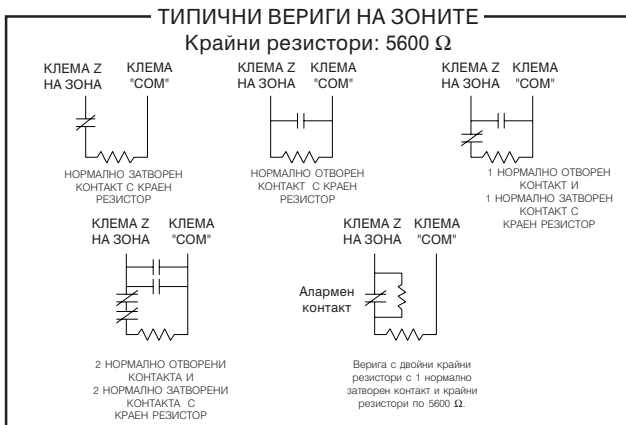 ТИПИЧНИ ВЕРИГИ НА ЗОНИТЕ
Крайни резистори: 5600 Ω
КЛЕМА Z
НА ЗОНА
КЛЕМА
"COM"
НОРМАЛНО ЗАТВОРЕН
КОНТАКТ С КРАЕН
РЕЗИСТОР
КЛЕМА Z
НА ЗОНА
КЛЕМА
"COM"
НОРМАЛНО ОТВОРЕН
КОНТАКТ С КРАЕН
РЕЗИСТОР
КЛЕМА Z
НА ЗОНА
КЛЕМА
"COM"
1 НОРМАЛНО ОТВОРЕН
КОНТАКТ И
1 НОРМАЛНО ЗАТВОРЕН
КОНТАКТ С
КРАЕН РЕЗИСТОР
КЛЕМА Z
НА ЗОНА
КЛЕМА
"COM"
2 НОРМАЛНО ОТВОРЕНИ
КОНТАКТА И
2 НОРМАЛНО ЗАТВОРЕНИ
КОНТАКТА С
КРАЕН РЕЗИСТОР
КЛЕМА Z
НА ЗОНА
КЛЕМА
"COM"
Алармен
контакт
Верига с двойни крайни
резистори с 1 нормално
затворен контакт и крайни
резистори по 5600 Ω.